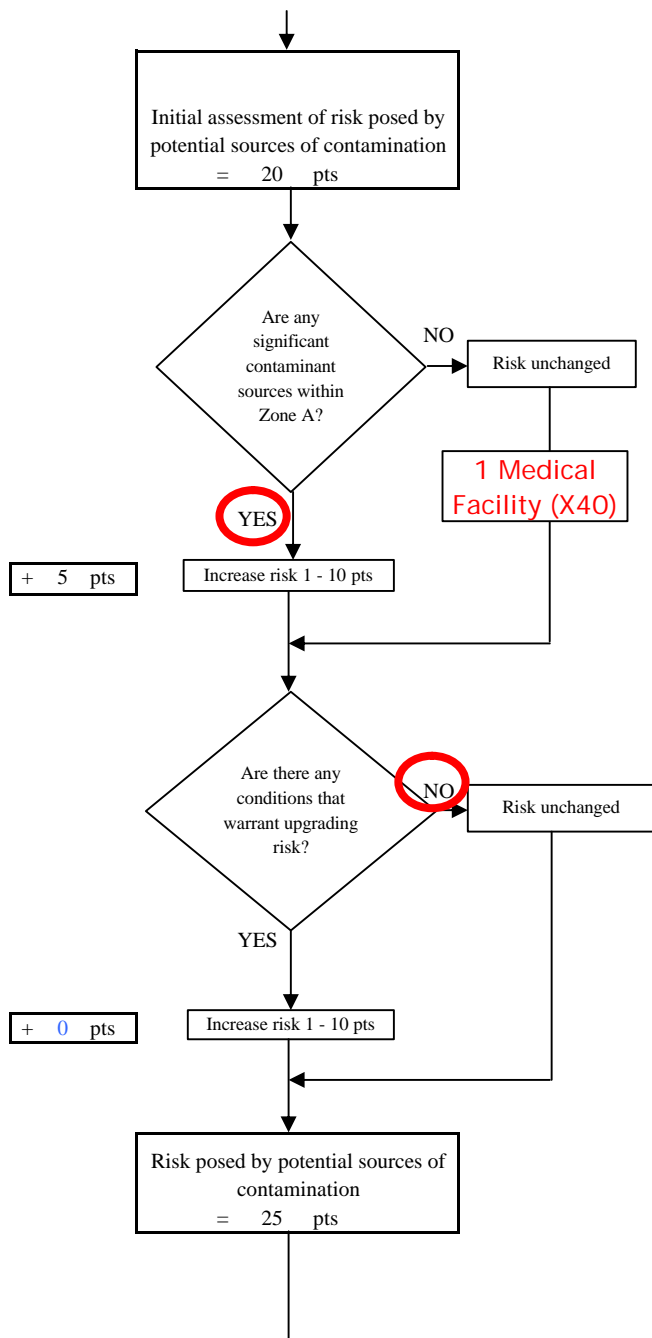 Initial assessment of risk posed by
potential sources of contamination
= 20 pts
Are any
significant
contaminant
sources within
Zone A?
NO
Risk unchanged
1 Medical
Facility (X40)
YES
+ 5 pts
Increase risk 1 - 10 pts
Are there any
conditions that
warrant upgrading
risk?
NO
Risk unchanged
YES
+ 0 pts
Increase risk 1 - 10 pts
Risk posed by potential sources of
contamination
= 25 pts